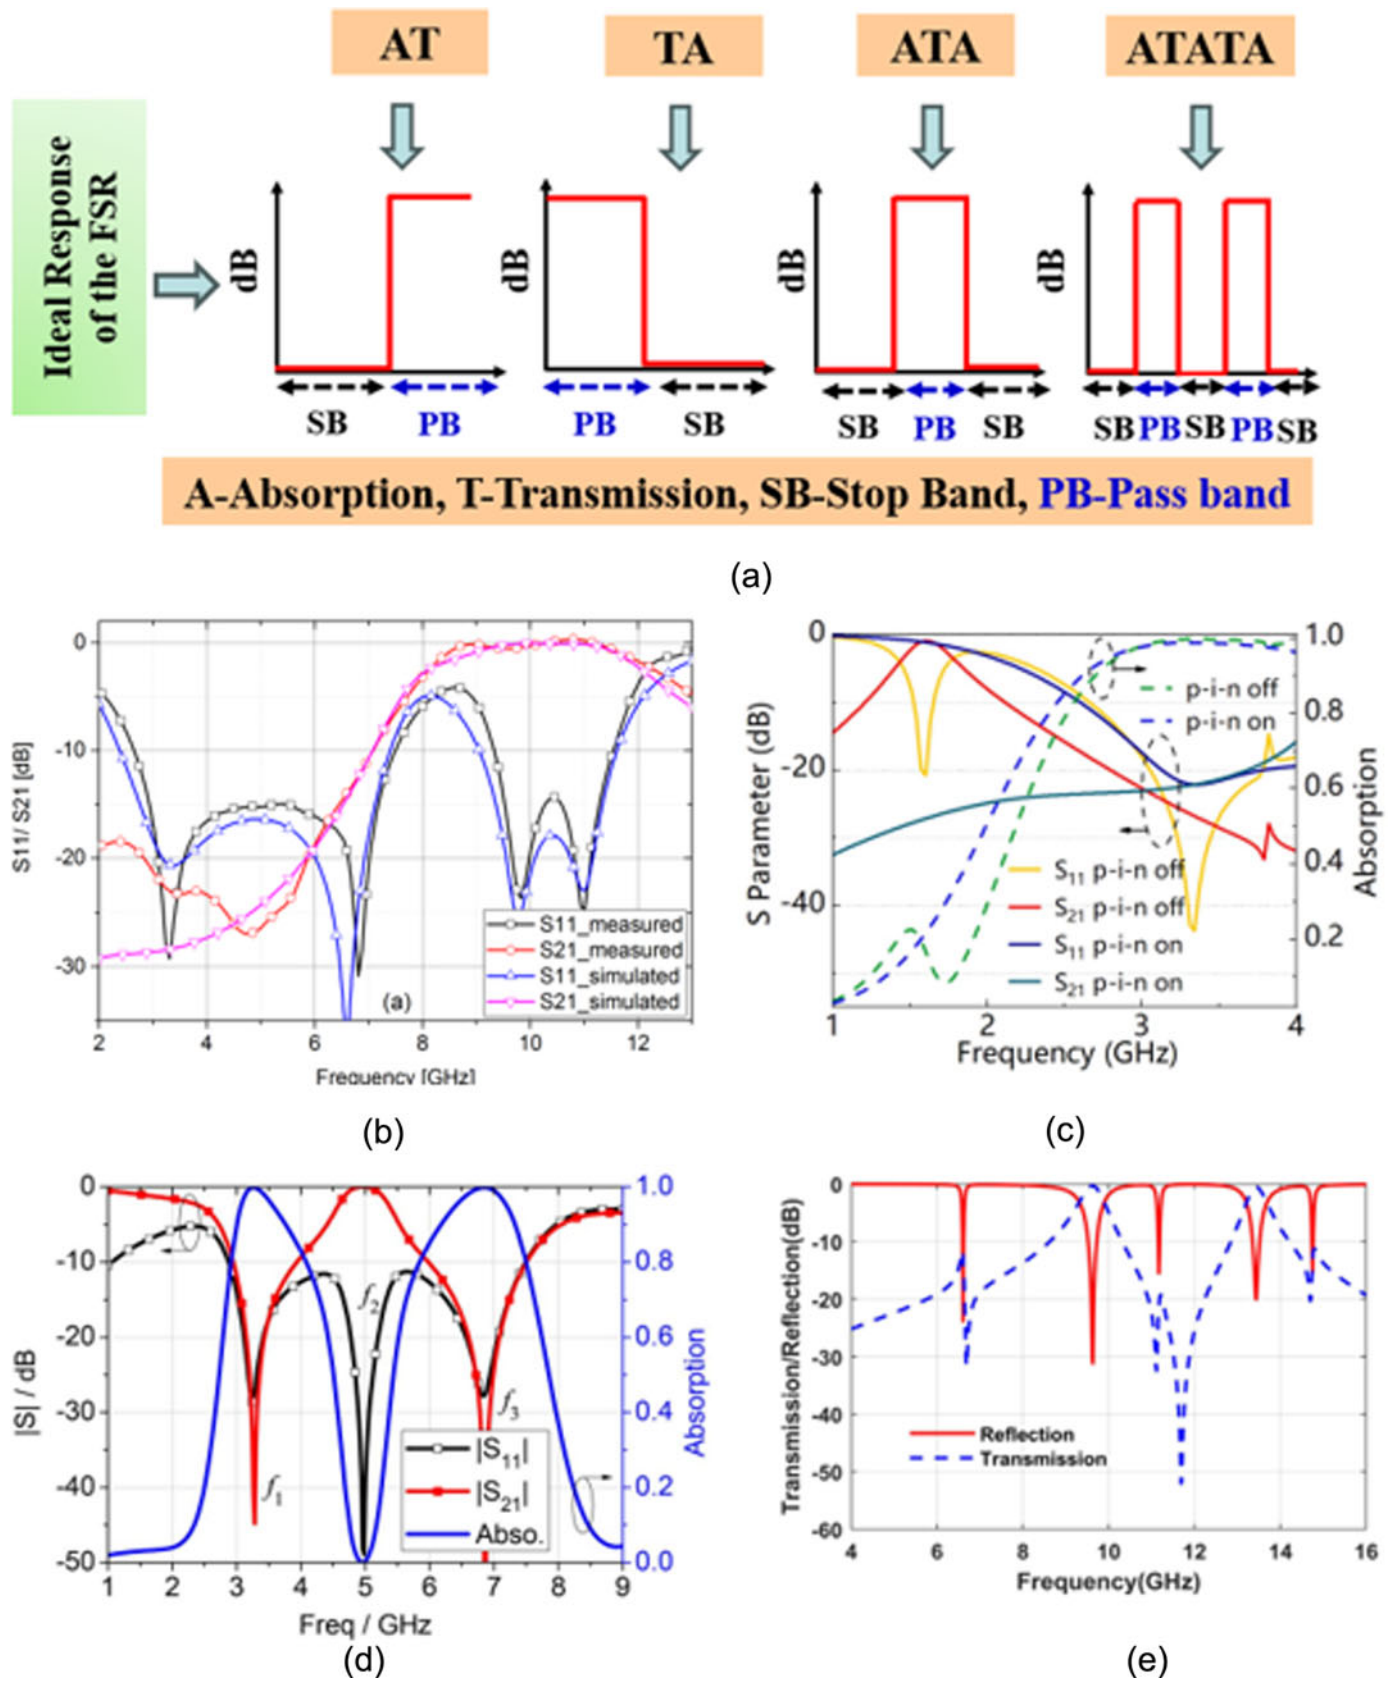 AT
TA
ATA
ATATA
Ideal Response
of the FSR
dB
dB
dB
dB
SB PB
PB SB
SB PB SB
SB PB SB PB SB
A-Absorption, T-Transmission, SB-Stop Band, PB-Pass band
(a)
0
-10
-20
-30
S11/ S21 [dB]
S11_measured
S21_measured
S11_simulated
S21_simulated
(a)
2 4 6 8 10 12
Frequency [GHz]
(b)
0
-20
-40
S Parameter (dB)
1.0
0.8
0.6
0.4
0.2
Absorption
p-i-n off
p-i-n on
S11 p-i-n off
S21 p-i-n off
S11 p-i-n on
S21 p-i-n on
1 2 3 4
Frequency (GHz)
(c)
0
-10
-20
-30
-40
-50
|S| / dB
1.0
0.8
0.6
0.4
0.2
0.0
Absorption
f1
f2
f3
|S11|
|S21|
Abso.
1 2 3 4 5 6 7 8 9
Freq / GHz
(d)
0
-10
-20
-30
-40
-50
-60
Transmission/Reflection(dB)
Reflection
Transmission
4 6 8 10 12 14 16
Frequency(GHz)
(e)